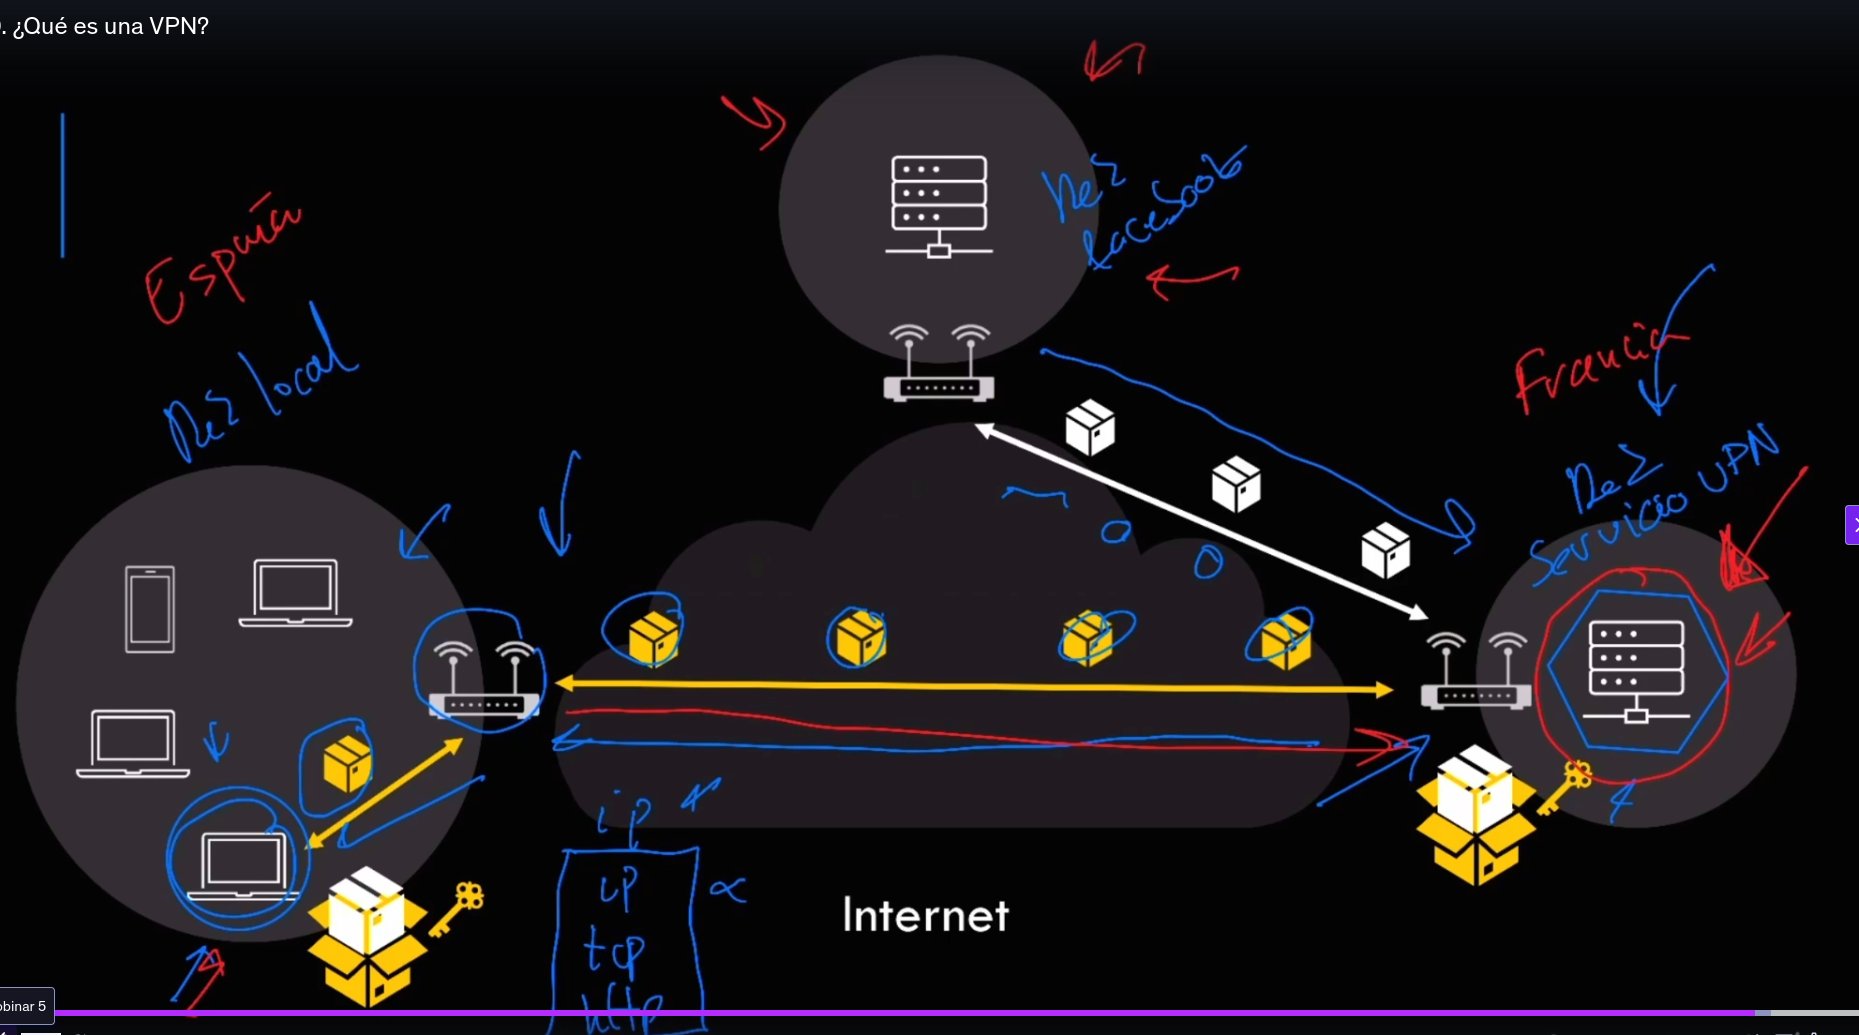 . ¿Qué es una VPN?
España
Red local
Red
facebook
Francia
Red
Servicio VPN
ip
ip
tcp
http
Internet
obinar 5